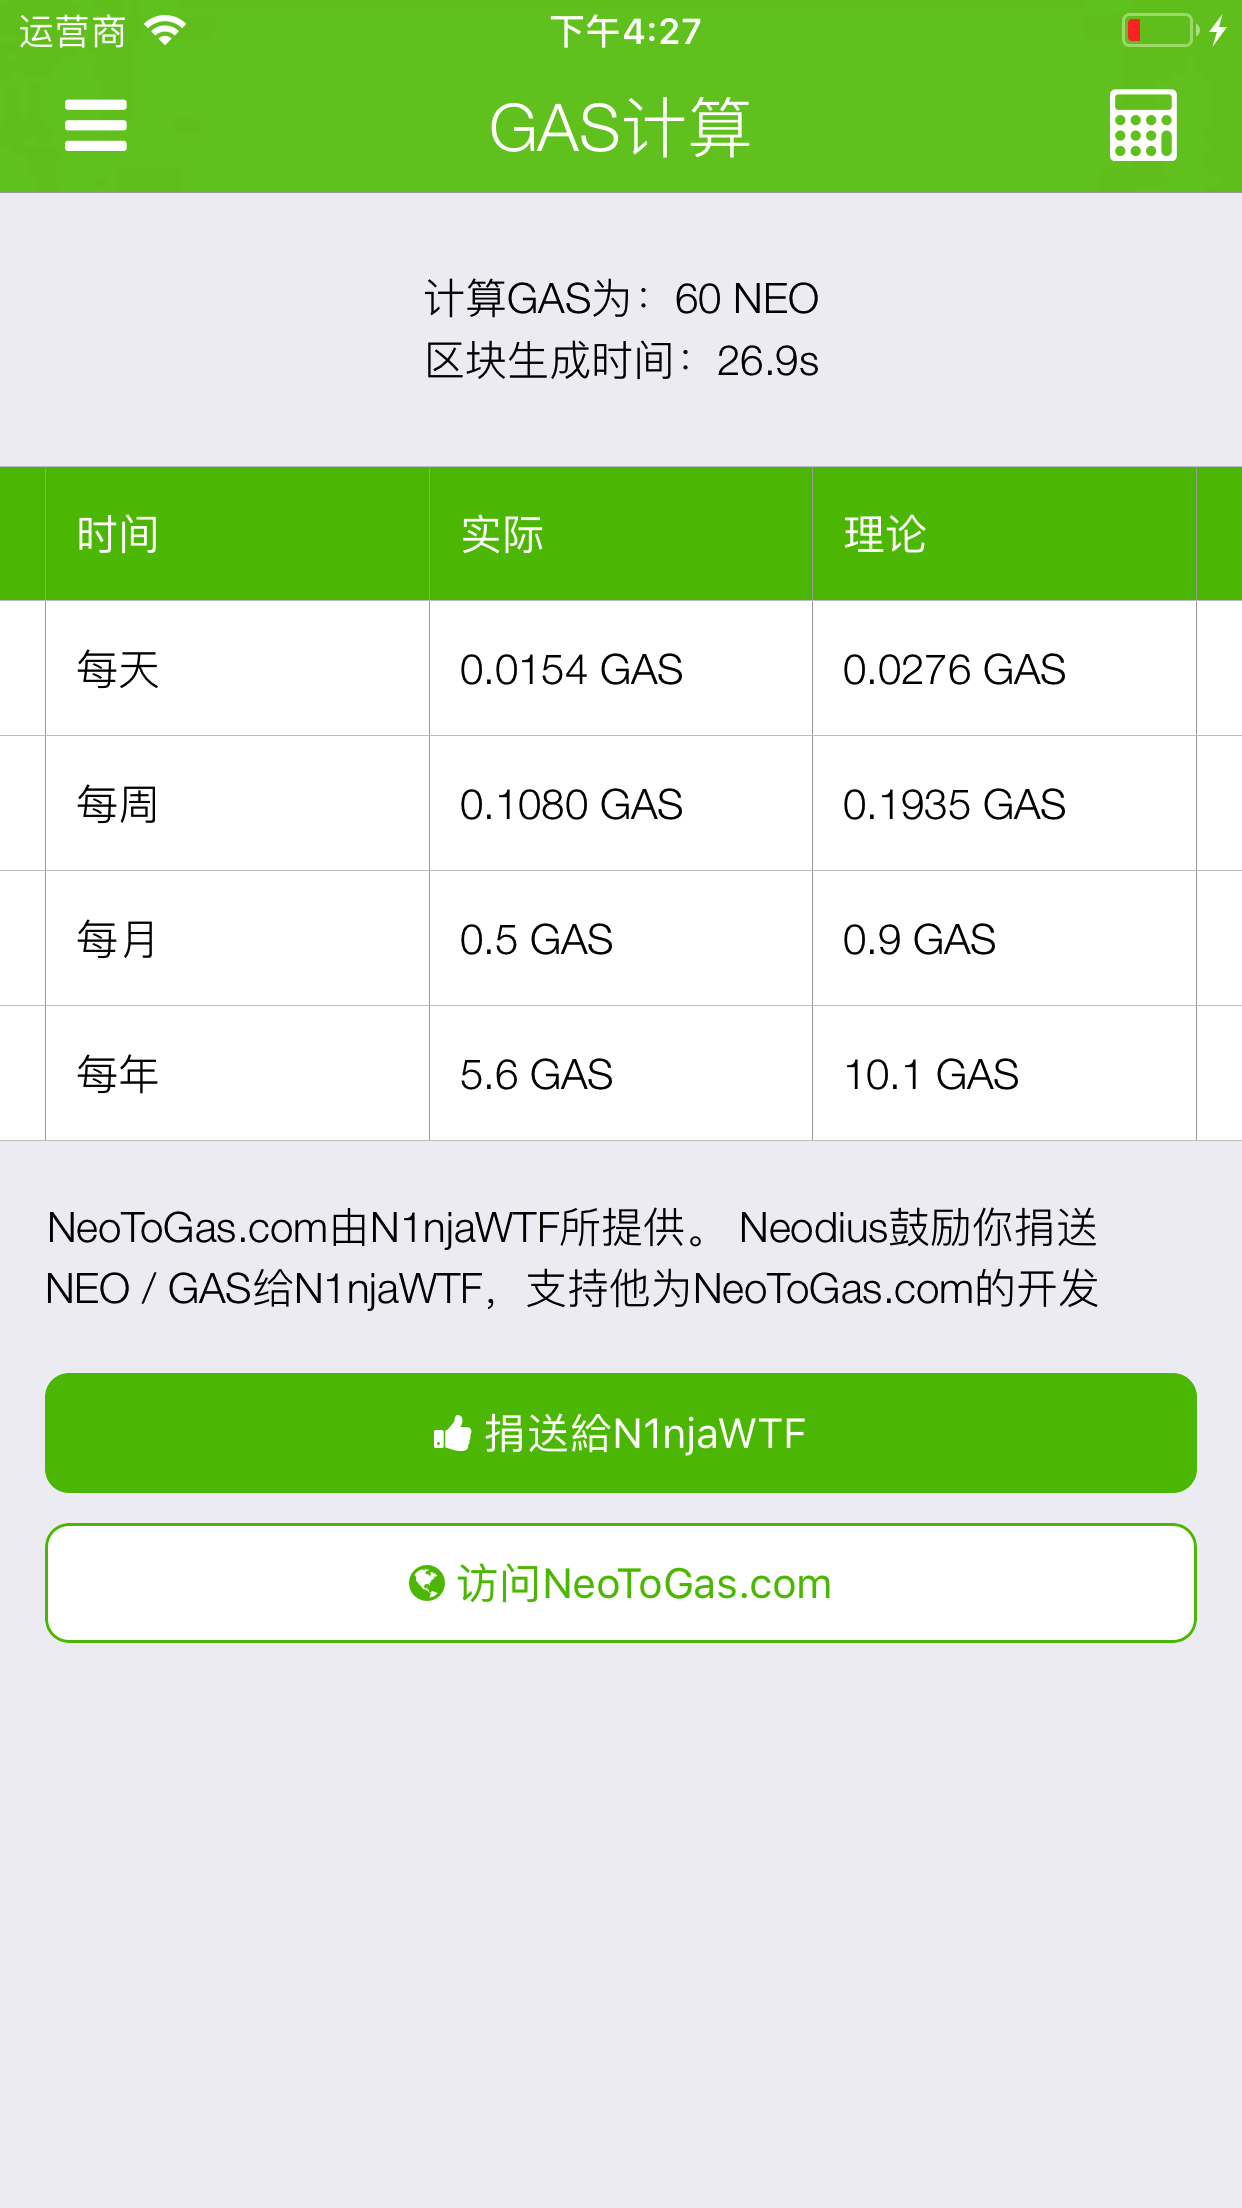 运营商 下午4:27
GAS计算
计算GAS为：60 NEO
区块生成时间：26.9s
时间 实际 理论
每天 0.0154 GAS 0.0276 GAS
每周 0.1080 GAS 0.1935 GAS
每月 0.5 GAS 0.9 GAS
每年 5.6 GAS 10.1 GAS
NeoToGas.com由N1njaWTF所提供。 Neodius鼓励你捐送
NEO / GAS给N1njaWTF，支持他为NeoToGas.com的开发
捐送給N1njaWTF
访问NeoToGas.com